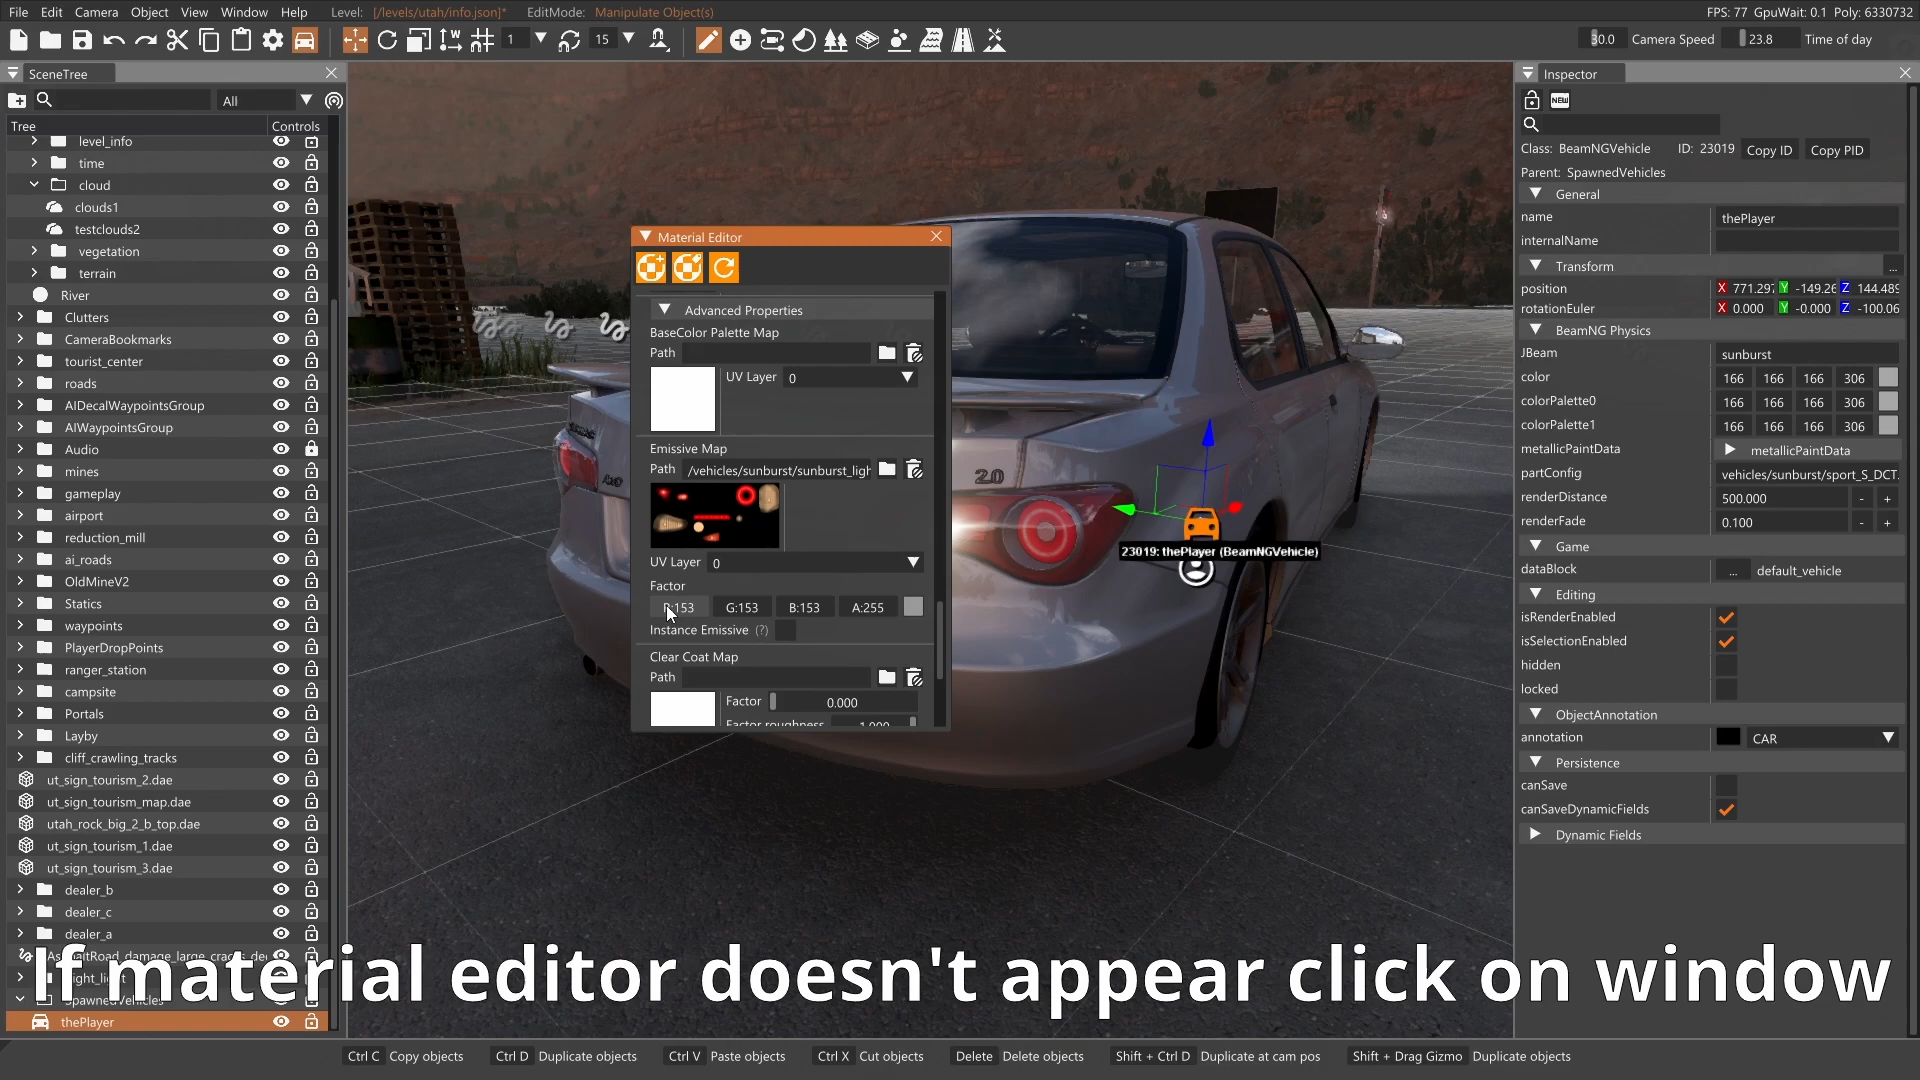 File Edit Camera Object View Window Help Level: [/levels/utah/info.json]* EditMode: Manipulate Object(s) FPS: 77 GpuWait: 0.1 Poly: 6330732
1 15 30.0 Camera Speed 23.8 Time of day
SceneTree
All
Tree Controls
level_info
time
cloud
clouds1
testclouds2
vegetation
terrain
River
Clutters
CameraBookmarks
tourist_center
roads
AIDecalWaypointsGroup
AIWaypointsGroup
Audio
mines
gameplay
airport
reduction_mill
ai_roads
OldMineV2
Statics
waypoints
PlayerDropPoints
ranger_station
campsite
Portals
Layby
cliff_crawling_tracks
ut_sign_tourism_2.dae
ut_sign_tourism_map.dae
utah_rock_big_2_b_top.dae
ut_sign_tourism_1.dae
ut_sign_tourism_3.dae
dealer_b
dealer_c
dealer_a
SpawnedVehicles
thePlayer
Material Editor
Advanced Properties
BaseColor Palette Map
Path
UV Layer 0
Emissive Map
Path /vehicles/sunburst/sunburst_ligh
UV Layer 0
Factor
:153 G:153 B:153 A:255
Instance Emissive (?)
Clear Coat Map
Path
Factor 0.000
Factor roughness 1.000
2.0
23019: thePlayer (BeamNGVehicle)
Inspector
NEW
Class: BeamNGVehicle ID: 23019 Copy ID Copy PID
Parent: SpawnedVehicles
General
name thePlayer
internalName
Transform ...
position X 771.297 Y -149.26 Z 144.489
rotationEuler X 0.000 Y -0.000 Z -100.06
BeamNG Physics
JBeam sunburst
color 166 166 166 306
colorPalette0 166 166 166 306
colorPalette1 166 166 166 306
metallicPaintData metallicPaintData
partConfig vehicles/sunburst/sport_S_DCT.
renderDistance 500.000 - +
renderFade 0.100 - +
Game
dataBlock ... default_vehicle
Editing
isRenderEnabled
isSelectionEnabled
hidden
locked
ObjectAnnotation
annotation CAR
Persistence
canSave
canSaveDynamicFields
Dynamic Fields
If material editor doesn't appear click on window
Ctrl C Copy objects Ctrl D Duplicate objects Ctrl V Paste objects Ctrl X Cut objects Delete Delete objects Shift + Ctrl D Duplicate at cam pos Shift + Drag Gizmo Duplicate objects